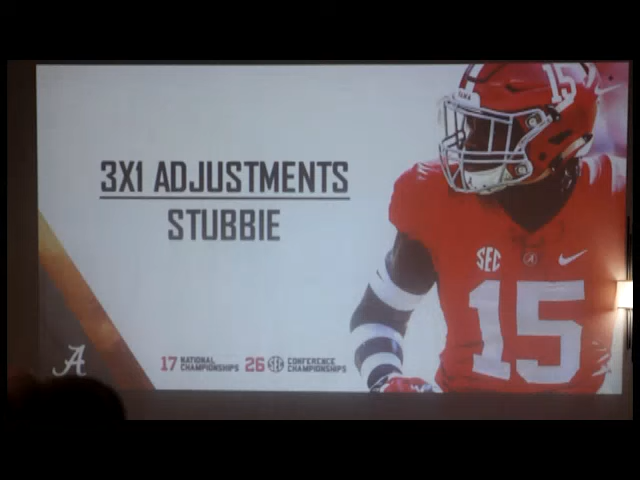 3X1 ADJUSTMENTS
STUBBIE
17 NATIONAL CHAMPIONSHIPS 26 SEC CONFERENCE CHAMPIONSHIPS
A
15
SEC
A
15